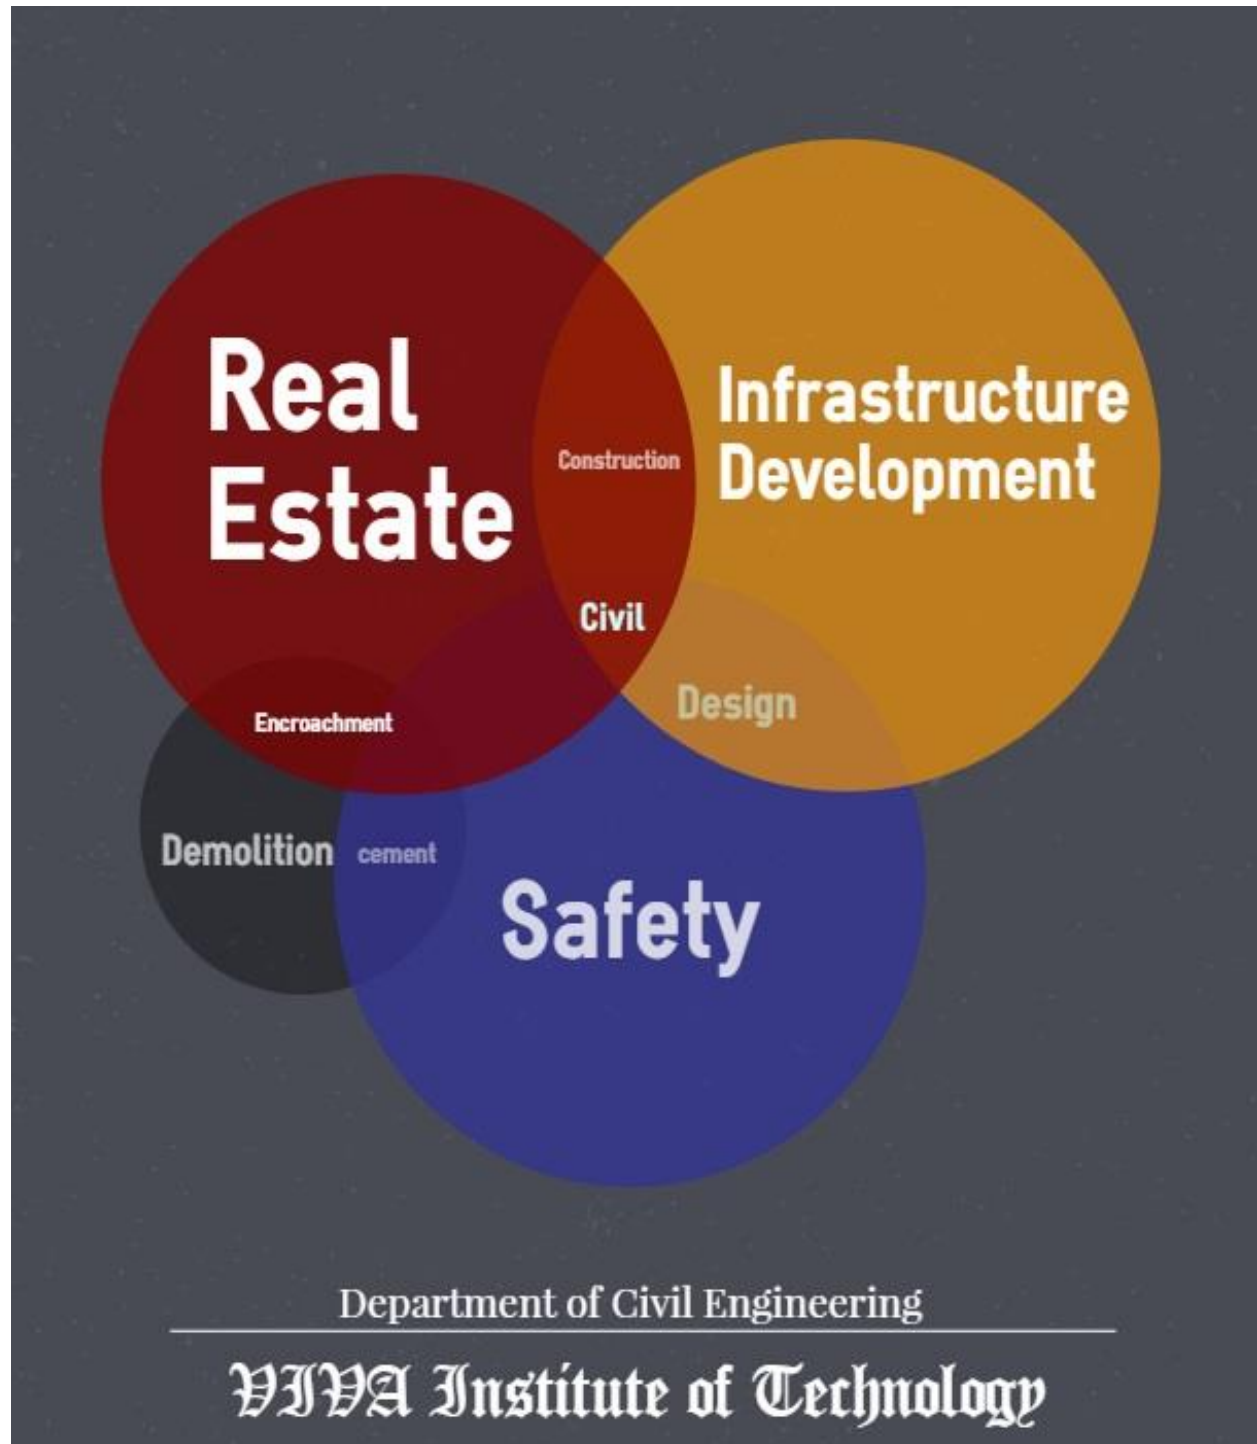 Real
Estate
Infrastructure
Development
Construction
Civil
Design
Encroachment
Demolition
cement
Safety
Department of Civil Engineering
VIVA Institute of Technology